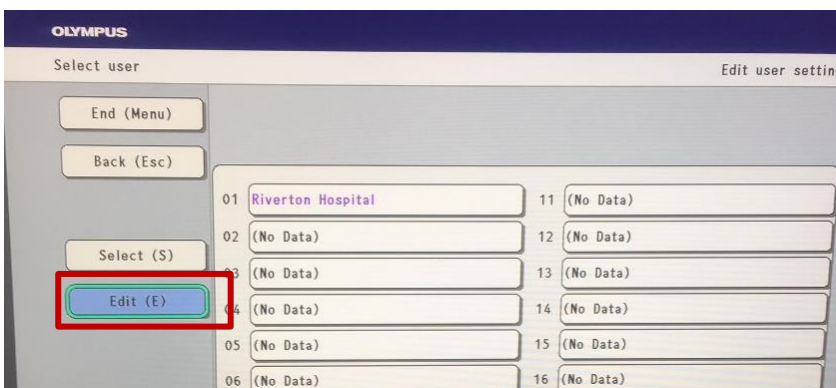 OLYMPUS
Select user
Edit user settin
End (Menu)
Back (Esc)
Select (S)
Edit (E)
01 Riverton Hospital
02 (No Data)
03 (No Data)
04 (No Data)
05 (No Data)
06 (No Data)
11 (No Data)
12 (No Data)
13 (No Data)
14 (No Data)
15 (No Data)
16 (No Data)